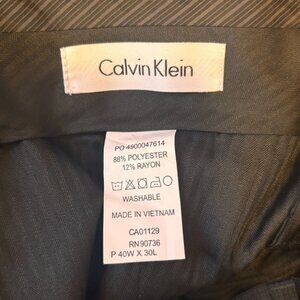 Calvin Klein
PO 4900047614
88% POLYESTER
12% RAYON
WASHABLE
MADE IN VIETNAM
CA01129
RN 90736
P 40W X 30L